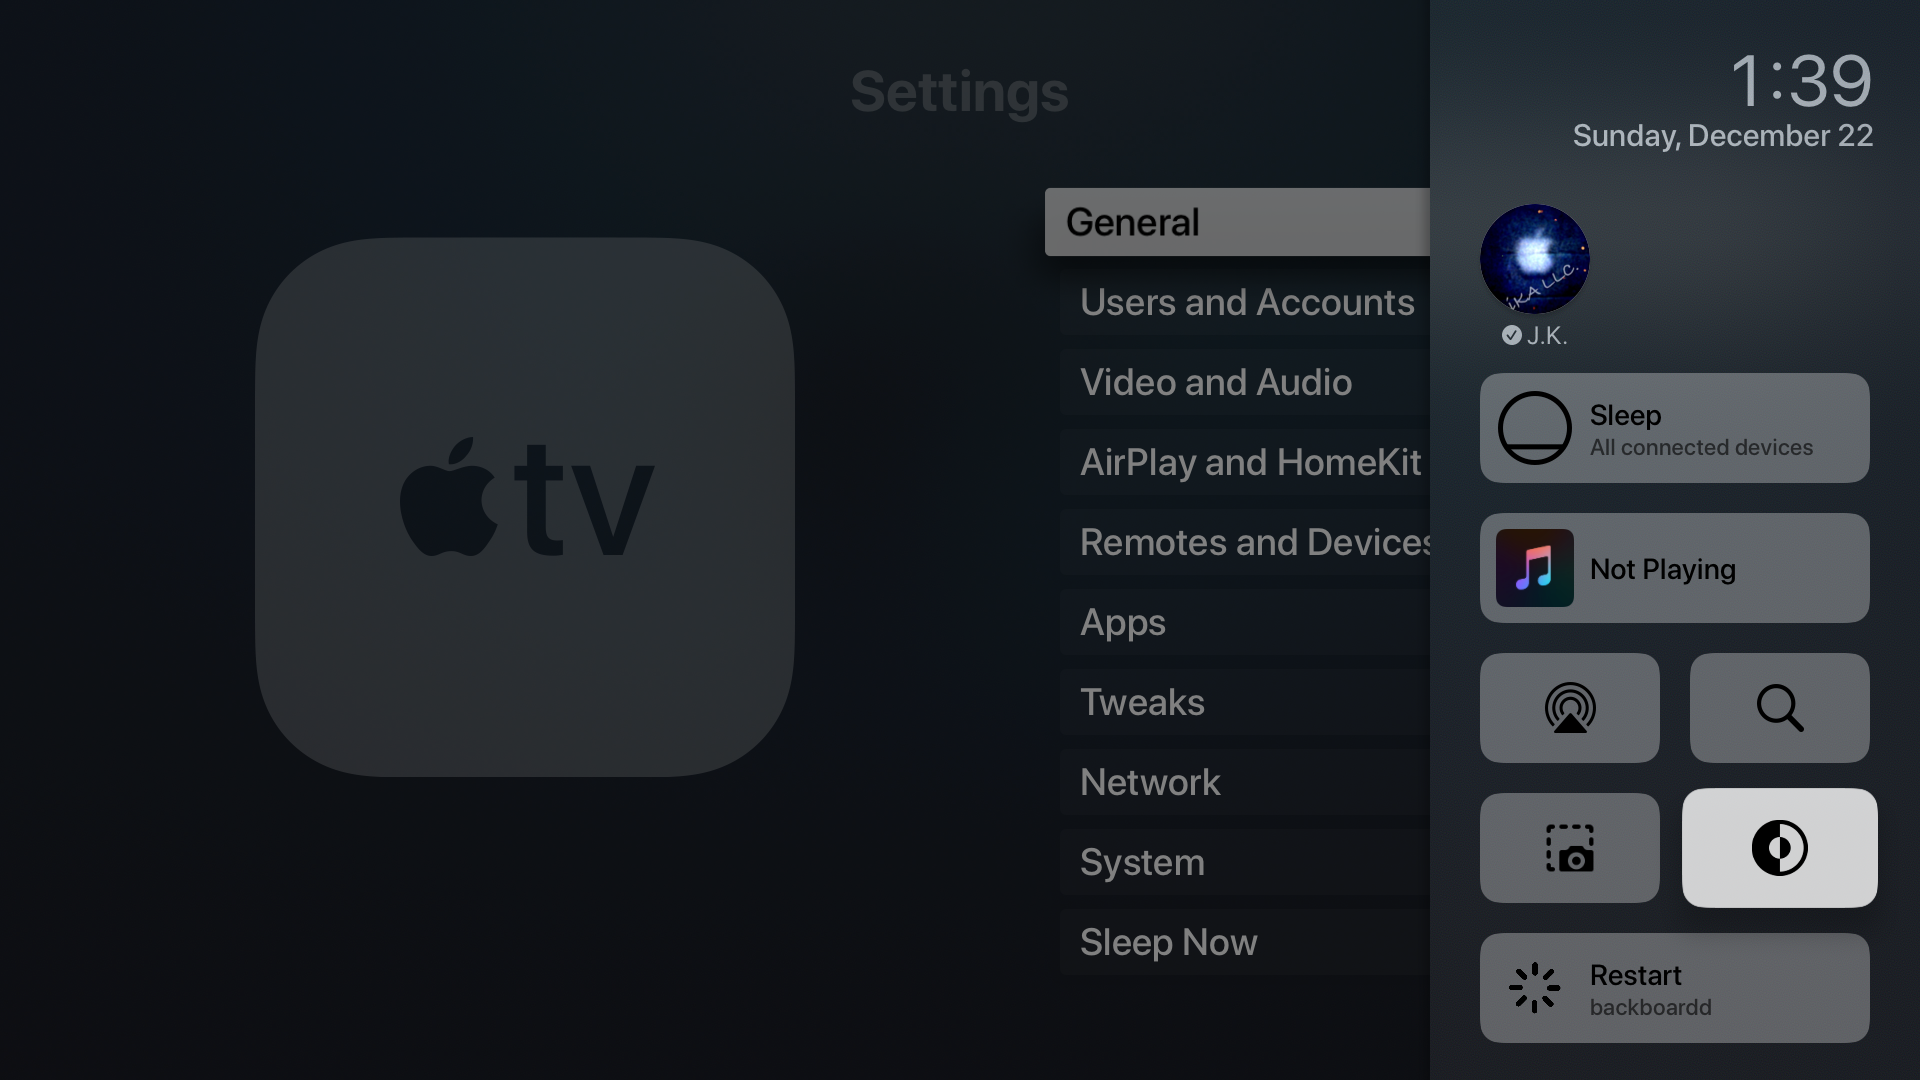 Settings
General
Users and Accounts
Video and Audio
AirPlay and HomeKit
Remotes and Devices
Apps
Tweaks
Network
System
Sleep Now
tv
1:39
Sunday, December 22
iKA LLC.
J.K.
Sleep
All connected devices
Not Playing
Restart
backboardd